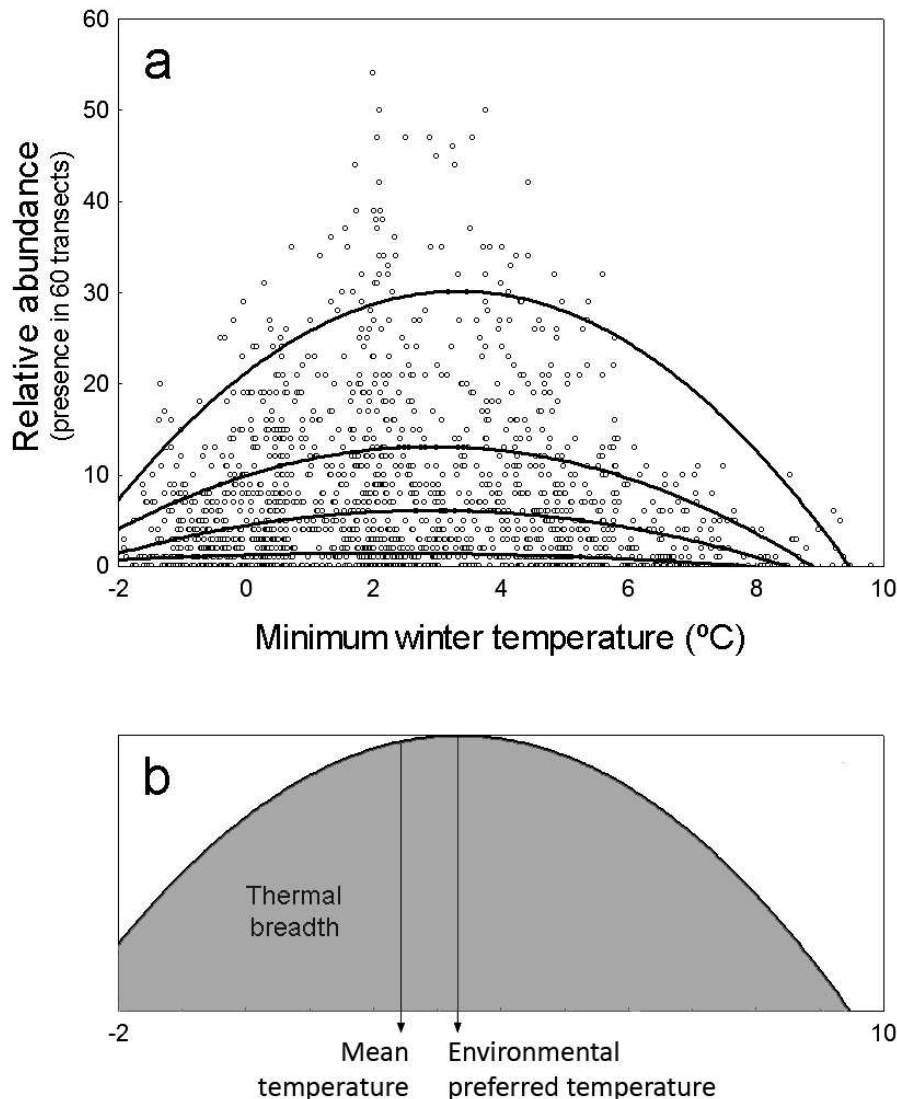 60
a
50
40
30
20
10
0
Relative abundance
(presence in 60 transects)
-2 0 2 4 6 8 10
Minimum winter temperature (ºC)
b
Thermal
breadth
-2 10
Mean
temperature
Environmental
preferred temperature